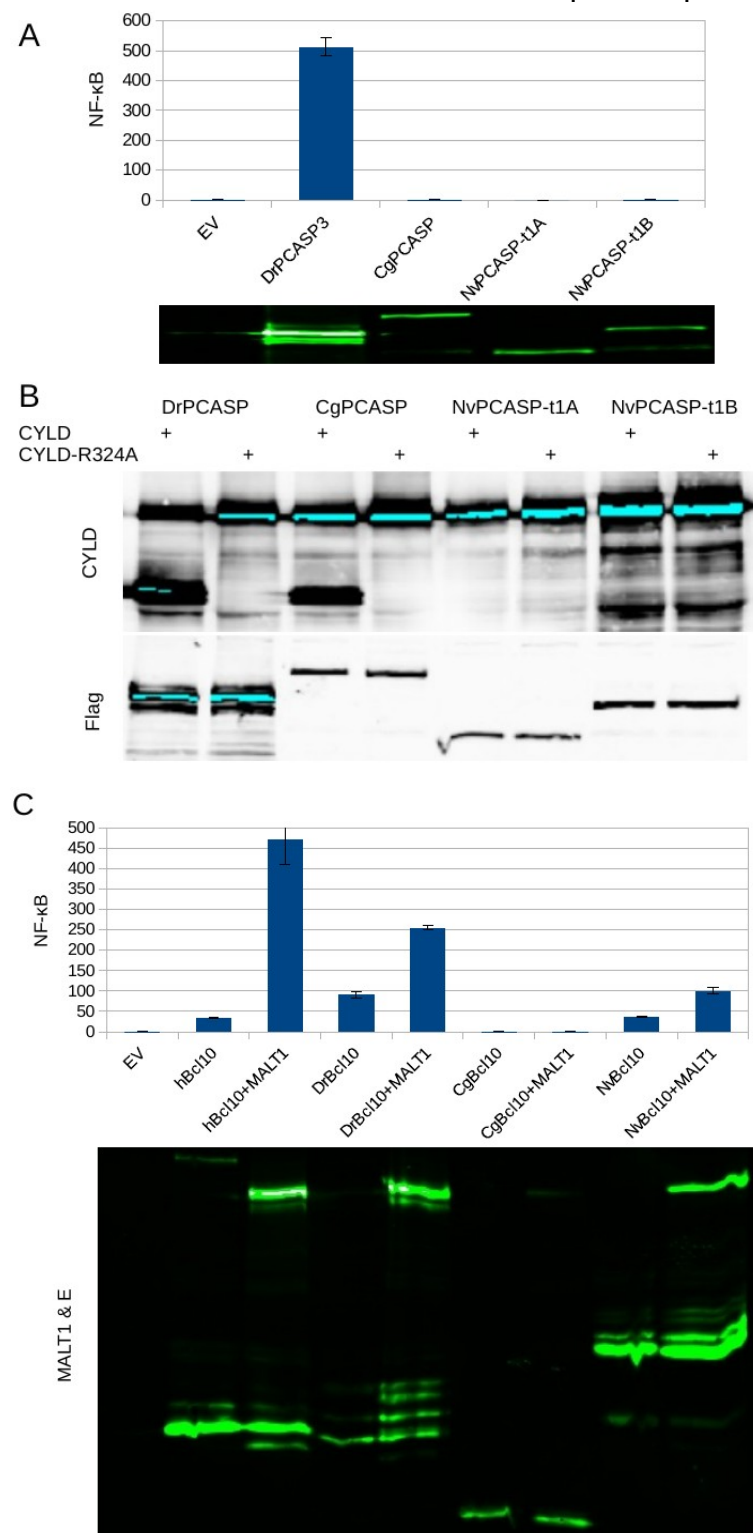 A
600
500
400
300
200
100
0
NF-κB
EV
DrPCASP3
CgPCASP
NvPCASP-t1A
NvPCASP-t1B
B
DrPCASP CgPCASP NvPCASP-t1A NvPCASP-t1B
CYLD + + + +
CYLD-R324A + + + +
CYLD
Flag
C
500
450
400
350
300
250
200
150
100
50
0
NF-κB
EV
hBcl10
hBcl10+MALT1
DrBcl10
DrBcl10+MALT1
CgBcl10
CgBcl10+MALT1
NvBcl10
NvBcl10+MALT1
MALT1 & E